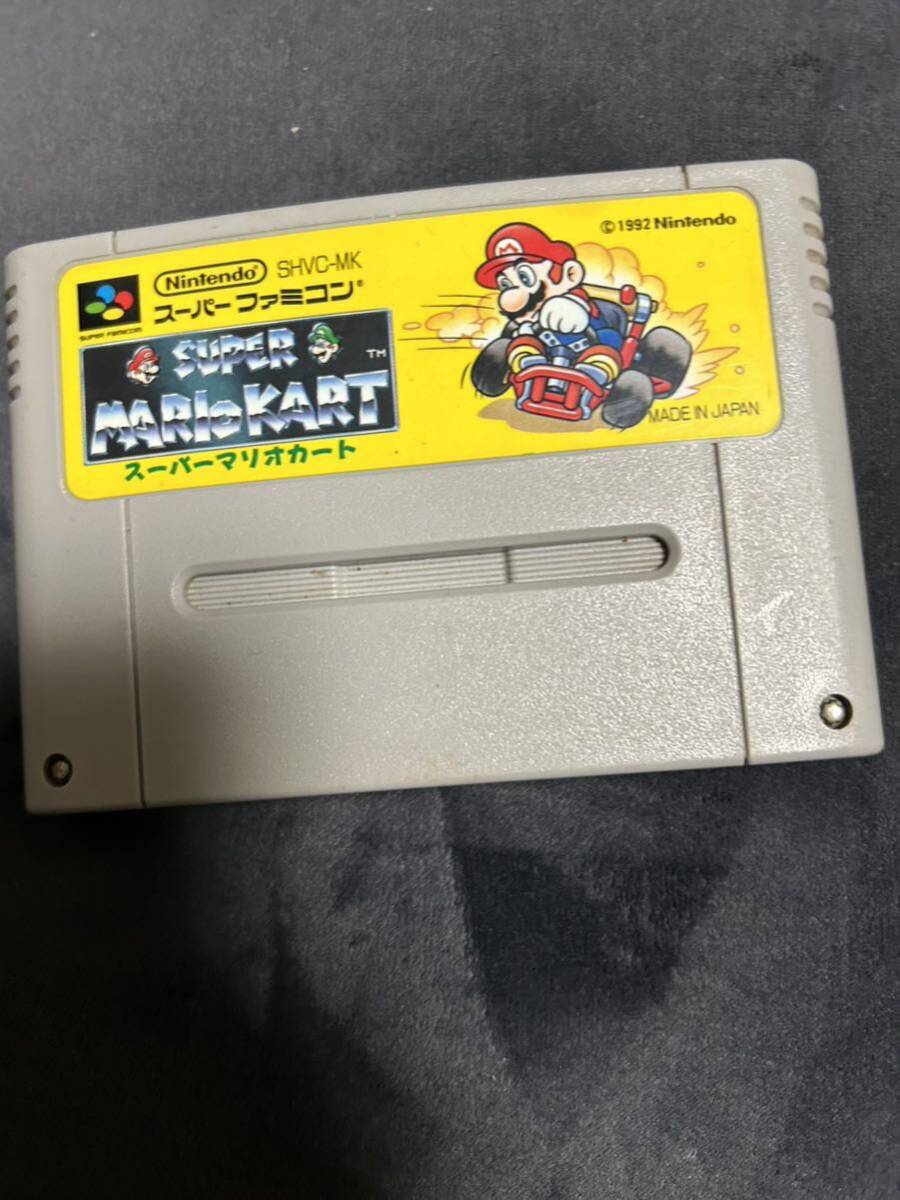 SUPER FAMICOM
Nintendo® SHVC-MK
スーパーファミコン®
SUPER
MARIO KART ™
スーパーマリオカート
©1992 Nintendo
M
MADE IN JAPAN